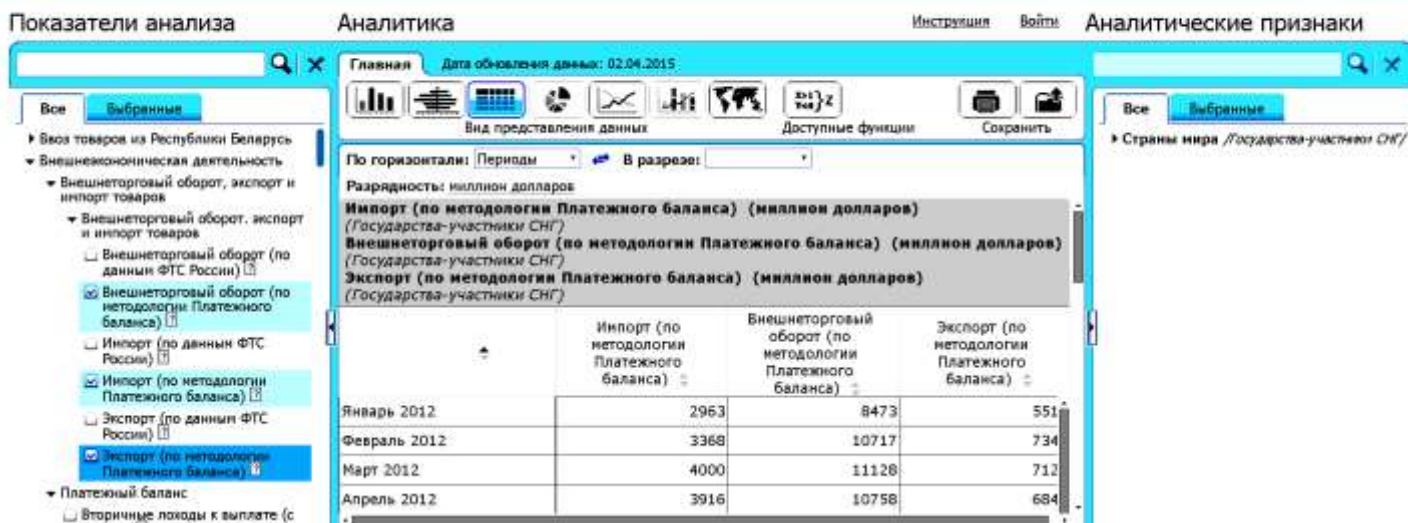 Показатели анализа
Аналитика
Инструкция
Войти
Аналитические признаки
Все
Выбранные
Ввоз товаров из Республики Беларусь
Внешнеэкономическая деятельность
Внешнеторговый оборот, экспорт и
импорт товаров
Внешнеторговый оборот, экспорт
и импорт товаров
Внешнеторговый оборот (по
данным ФТС России)
Внешнеторговый оборот (по
методологии Платежного
баланса)
Импорт (по данным ФТС
России)
Импорт (по методологии
Платежного баланса)
Экспорт (по данным ФТС
России)
Экспорт (по методологии
Платежного баланса)
Платежный баланс
Вторичные доходы к выплате (с
Главная
Дата обновления данных: 02.04.2015
Вид представления данных
Доступные функции
Сохранить
По горизонтали: Периоды
В разрезе:
Разрядность: миллион долларов
Импорт (по методологии Платежного баланса) (миллион долларов)
(Государства-участники СНГ)
Внешнеторговый оборот (по методологии Платежного баланса) (миллион долларов)
(Государства-участники СНГ)
Экспорт (по методологии Платежного баланса) (миллион долларов)
(Государства-участники СНГ)
Импорт (по
методологии
Платежного
баланса)
Внешнеторговый
оборот (по
методологии
Платежного
баланса)
Экспорт (по
методологии
Платежного
баланса)
Январь 2012 2963 8473 551
Февраль 2012 3368 10717 734
Март 2012 4000 11128 712
Апрель 2012 3916 10758 684
Все
Выбранные
Страны мира /Государства-участники СНГ/